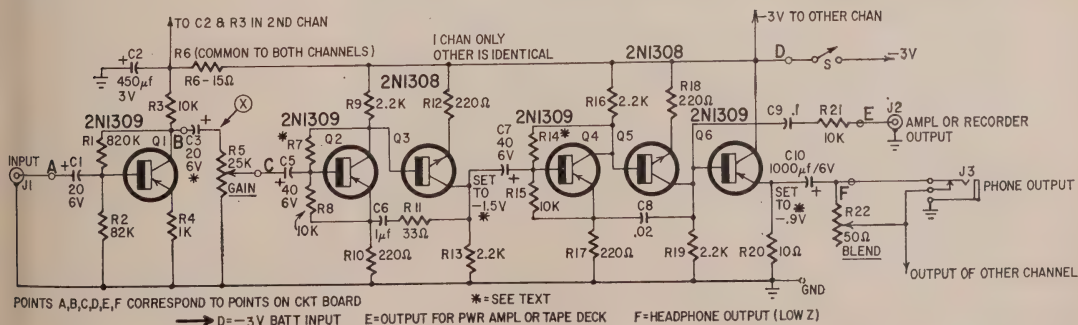 TO C2 & R3 IN 2ND CHAN
-3V TO OTHER CHAN
R6 (COMMON TO BOTH CHANNELS)
1 CHAN ONLY
OTHER IS IDENTICAL
C2
450µf
3V
R6-15Ω
2N1308
2N1308
D
S
-3V
R3
10K
R9
2.2K
R12
220Ω
R16
2.2K
R18
220Ω
2N1309
X
2N1309
2N1309
2N1309
C9
.1
R21
10K
E
J2
AMPL OR RECORDER
OUTPUT
R1
820K
Q1
B
C3
20
6V
*
R5
25K
GAIN
R7
*
Q2
Q3
C7
40
6V
R14*
Q4
Q5
Q6
C10
1000µf/6V
INPUT
J1
A
C1
20
6V
C
C5
40
6V
SET
TO
-1.5V
*
R15
10K
SET
TO *
-.9V
F
J3
PHONE OUTPUT
R2
82K
R4
1K
R8
10K
C6
1µf
R11
33Ω
C8
.02
R22
50Ω
BLEND
R10
220Ω
R13
2.2K
R17
220Ω
R19
2.2K
R20
10Ω
OUTPUT OF OTHER CHANNEL
GND
POINTS A,B,C,D,E,F CORRESPOND TO POINTS ON CKT BOARD
*=SEE TEXT
D=-3V BATT INPUT E=OUTPUT FOR PWR AMPL OR TAPE DECK F=HEADPHONE OUTPUT (LOW Z)